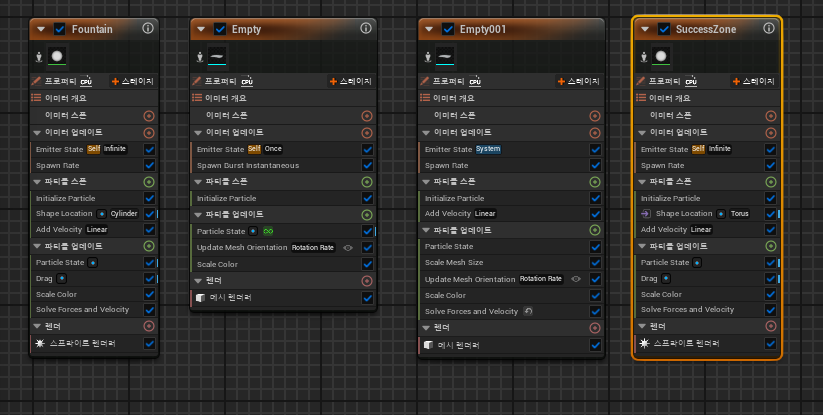 Fountain
프로퍼티 CPU + 스테이지
이미터 개요
이미터 스폰
이미터 업데이트
Emitter State Self Infinite
Spawn Rate
파티클 스폰
Initialize Particle
Shape Location Cylinder
Add Velocity Linear
파티클 업데이트
Particle State
Drag
Scale Color
Solve Forces and Velocity
렌더
스프라이트 렌더러
Empty
프로퍼티 CPU + 스테이지
이미터 개요
이미터 스폰
이미터 업데이트
Emitter State Self Once
Spawn Burst Instantaneous
파티클 스폰
Initialize Particle
파티클 업데이트
Particle State
Update Mesh Orientation Rotation Rate
Scale Color
렌더
메시 렌더러
Empty001
프로퍼티 CPU + 스테이지
이미터 개요
이미터 스폰
이미터 업데이트
Emitter State System
Spawn Rate
파티클 스폰
Initialize Particle
Add Velocity Linear
파티클 업데이트
Particle State
Scale Mesh Size
Update Mesh Orientation Rotation Rate
Scale Color
Solve Forces and Velocity
렌더
메시 렌더러
SuccessZone
프로퍼티 CPU + 스테이지
이미터 개요
이미터 스폰
이미터 업데이트
Emitter State Self Infinite
Spawn Rate
파티클 스폰
Initialize Particle
Shape Location Torus
Add Velocity Linear
파티클 업데이트
Particle State
Drag
Scale Color
Solve Forces and Velocity
렌더
스프라이트 렌더러